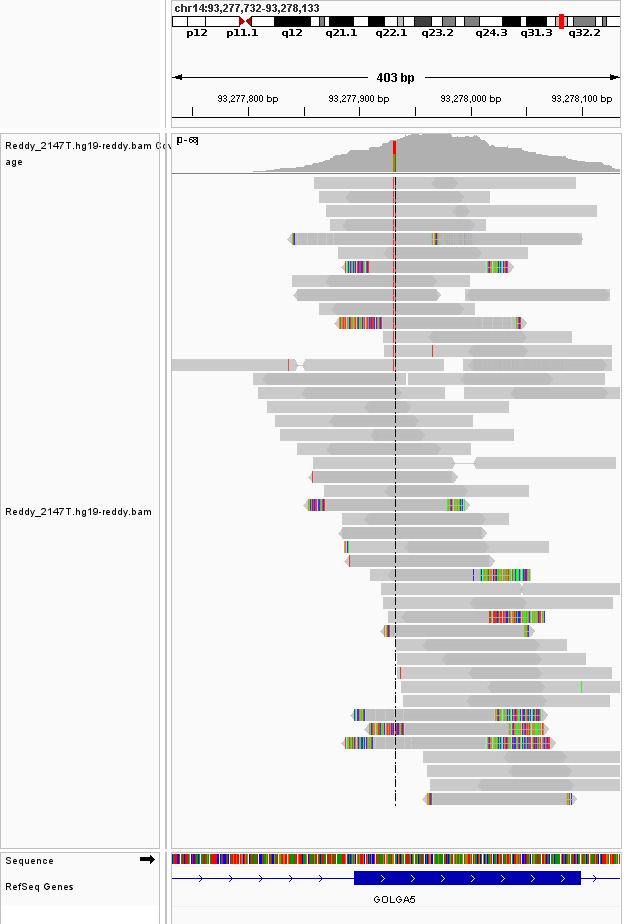 chr14:93,277,732-93,278,133
p12 p11.1 q12 q21.1 q22.1 q23.2 q24.3 q31.3 q32.2
403 bp
93,277,800 bp 93,277,900 bp 93,278,000 bp 93,278,100 bp
Reddy_2147T.hg19-reddy.bam Cov
age
[0-68]
Reddy_2147T.hg19-reddy.bam
Sequence
RefSeq Genes
GOLGA5